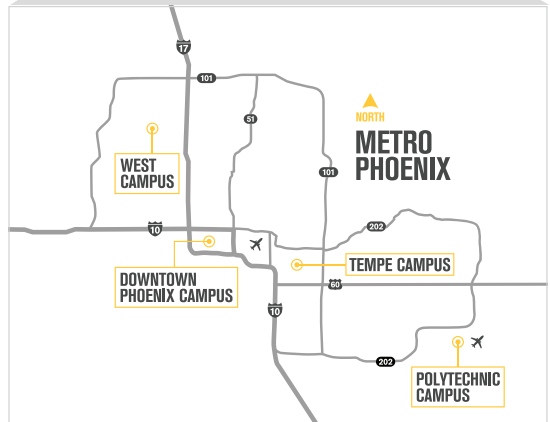 17
101
NORTH
51
METRO
PHOENIX
WEST
CAMPUS
101
10
202
TEMPE CAMPUS
DOWNTOWN
PHOENIX CAMPUS
60
10
202
POLYTECHNIC
CAMPUS